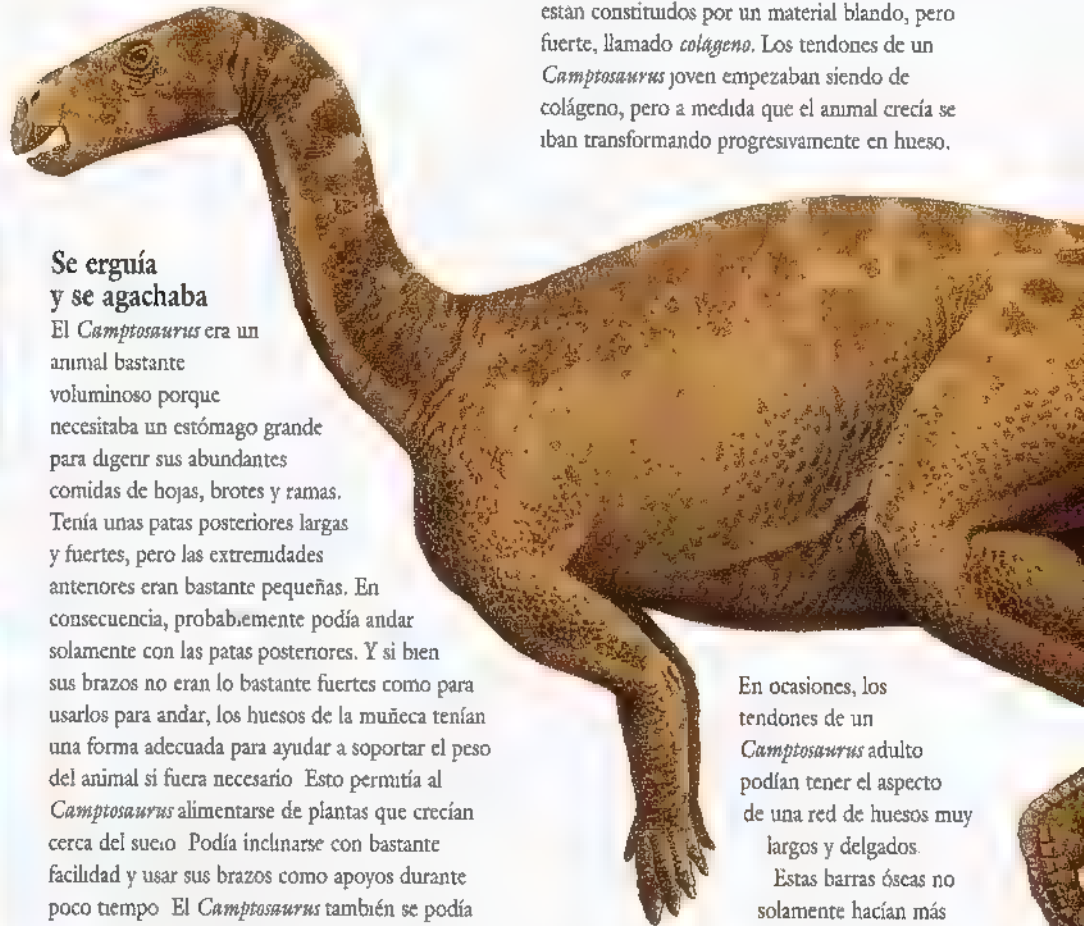 están constituidos por un material blando, pero
fuerte, llamado colágeno. Los tendones de un
Camptosaurus joven empezaban siendo de
colágeno, pero a medida que el animal crecía se
iban transformando progresivamente en hueso.
Se erguía
y se agachaba
El Camptosaurus era un
animal bastante
voluminoso porque
necesitaba un estómago grande
para digerir sus abundantes
comidas de hojas, brotes y ramas.
Tenía unas patas posteriores largas
y fuertes, pero las extremidades
anteriores eran bastante pequeñas. En
consecuencia, probablemente podía andar
solamente con las patas posteriores. Y si bien
sus brazos no eran lo bastante fuertes como para
usarlos para andar, los huesos de la muñeca tenían
una forma adecuada para ayudar a soportar el peso
del animal si fuera necesario Esto permitía al
Camptosaurus alimentarse de plantas que crecían
cerca del suelo Podía inclinarse con bastante
facilidad y usar sus brazos como apoyos durante
poco tiempo El Camptosaurus también se podía
En ocasiones, los
tendones de un
Camptosaurus adulto
podían tener el aspecto
de una red de huesos muy
largos y delgados.
Estas barras óseas no
solamente hacían más